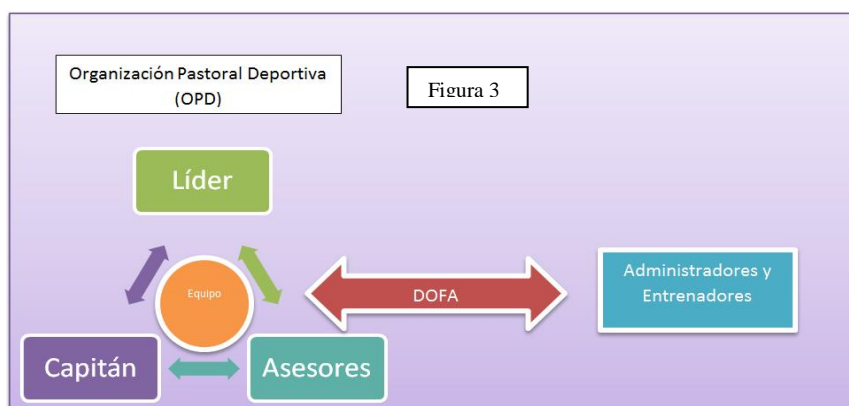 Organización Pastoral Deportiva
(OPD)
Figura 3
Líder
Equipo
DOFA
Administradores y
Entrenadores
Capitán
Asesores